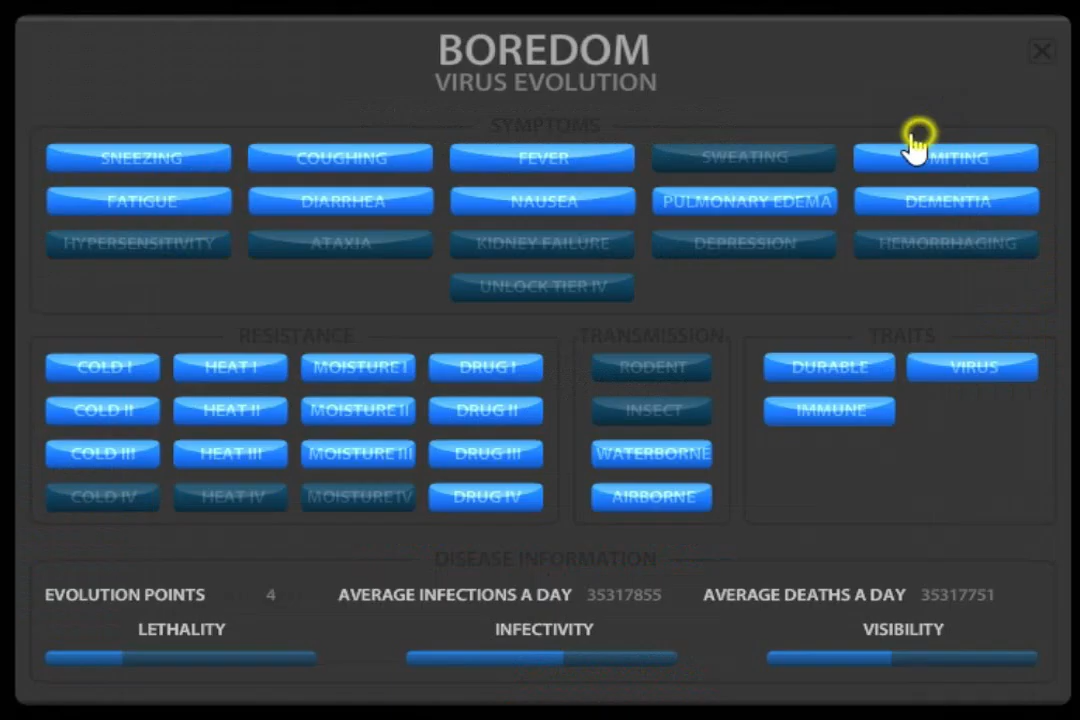 BOREDOM
VIRUS EVOLUTION
SYMPTOMS
SNEEZING COUGHING FEVER SWEATING MITING
FATIGUE DIARRHEA NAUSEA PULMONARY EDEMA DEMENTIA
HYPERSENSITIVITY ATAXIA KIDNEY FAILURE DEPRESSION HEMORRHAGING
UNLOCK TIER IV
RESISTANCE TRANSMISSION TRAITS
COLD I HEAT I MOISTURE I DRUG I RODENT DURABLE VIRUS
COLD II HEAT II MOISTURE II DRUG II INSECT IMMUNE
COLD III HEAT III MOISTURE III DRUG III WATERBORNE
COLD IV HEAT IV MOISTURE IV DRUG IV AIRBORNE
DISEASE INFORMATION
EVOLUTION POINTS 4 AVERAGE INFECTIONS A DAY 35317855 AVERAGE DEATHS A DAY 35317751
LETHALITY INFECTIVITY VISIBILITY